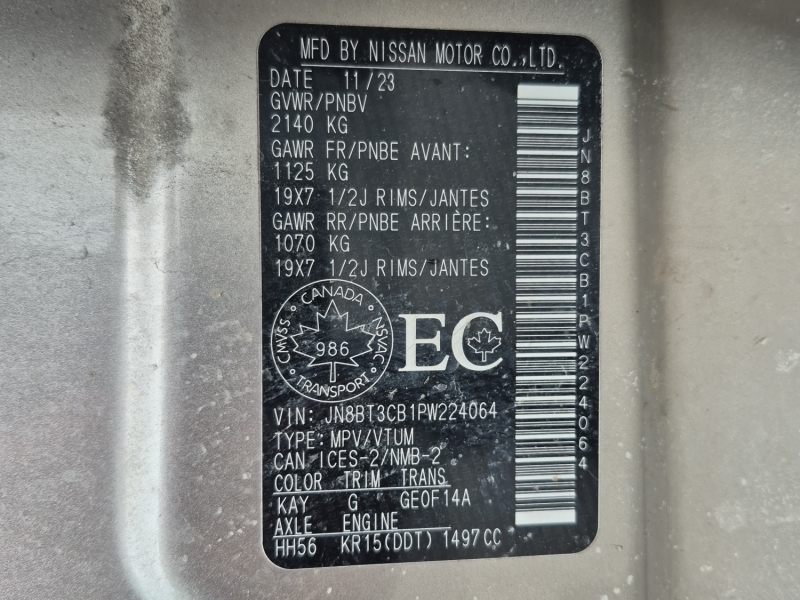 MFD BY NISSAN MOTOR CO.,LTD.
DATE 11/23
GVWR/PNBV
2140 KG
GAWR FR/PNBE AVANT:
1125 KG
19X7 1/2J RIMS/JANTES
GAWR RR/PNBE ARRIÈRE:
1070 KG
19X7 1/2J RIMS/JANTES
CANADA
CMVSS · NSVAC
986
TRANSPORT
EC
VIN: JN8BT3CB1PW224064
TYPE: MPV/VTUM
CAN ICES-2/NMB-2
COLOR TRIM TRANS
KAY G GE0F14A
AXLE ENGINE
HH56 KR15(DDT) 1497CC
JN8BT3CB1PW224064